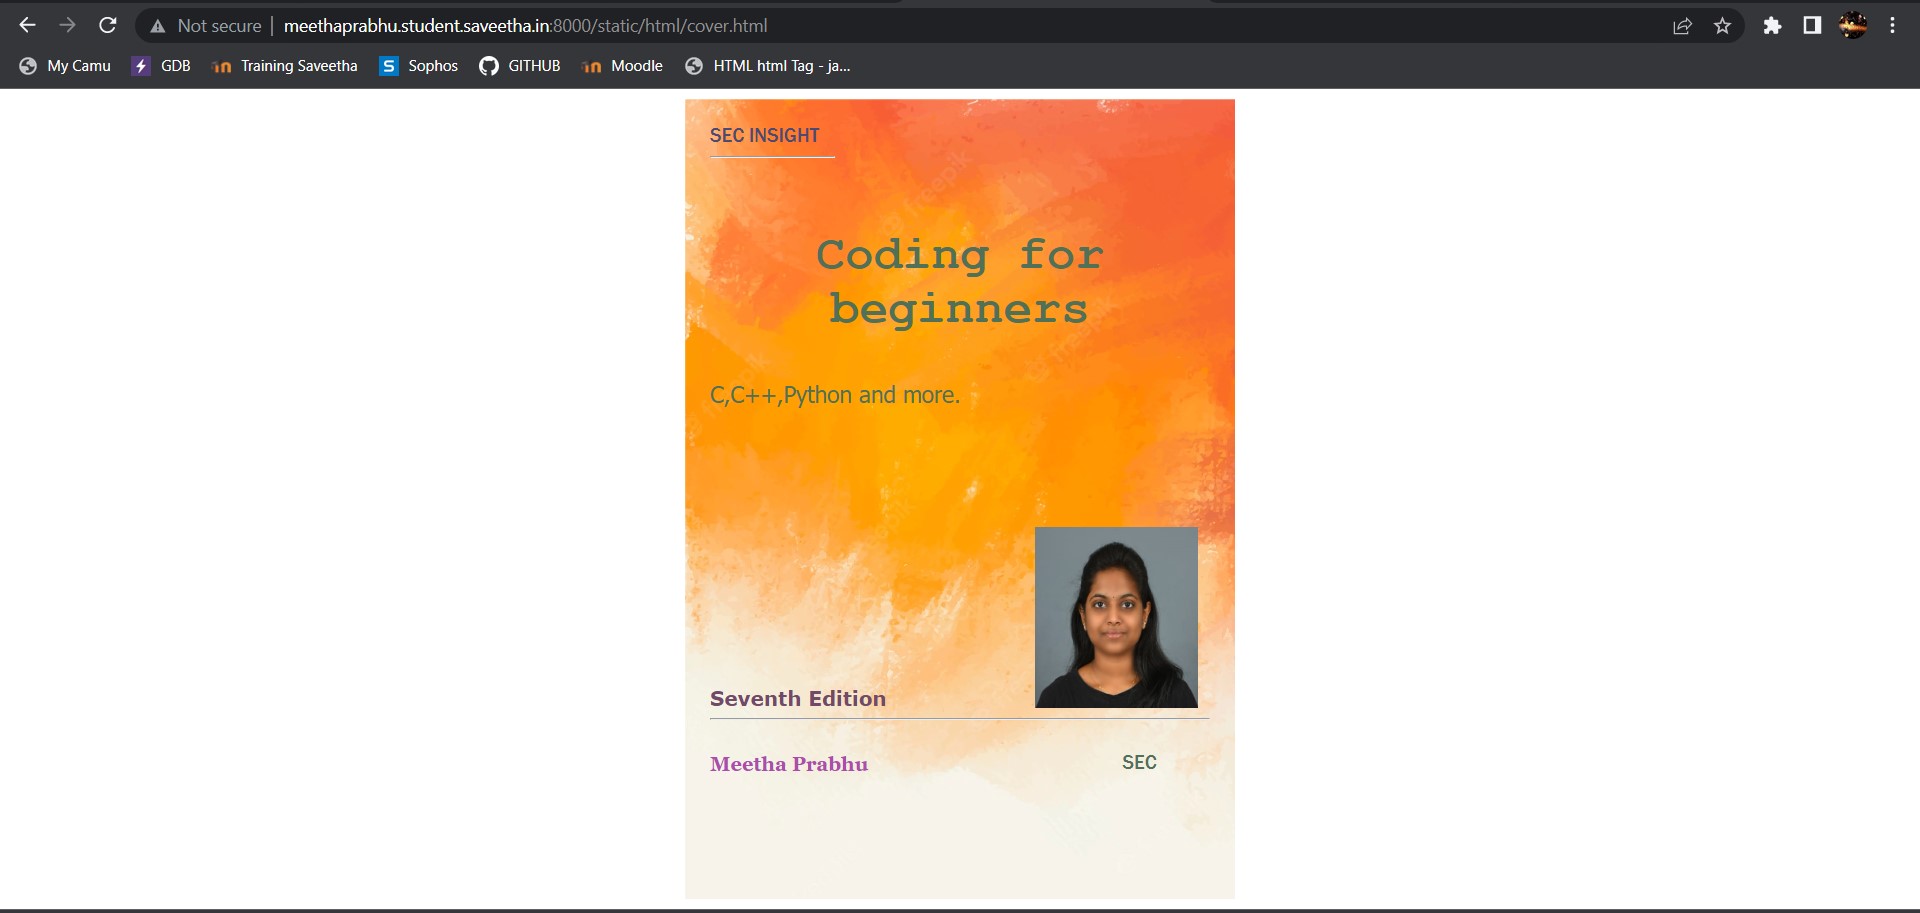 Not secure | meethaprabhu.student.saveetha.in:8000/static/html/cover.html
My Camu GDB Training Saveetha Sophos GITHUB Moodle HTML html Tag - ja...
SEC INSIGHT
Coding for
beginners
C,C++,Python and more.
Seventh Edition
Meetha Prabhu SEC